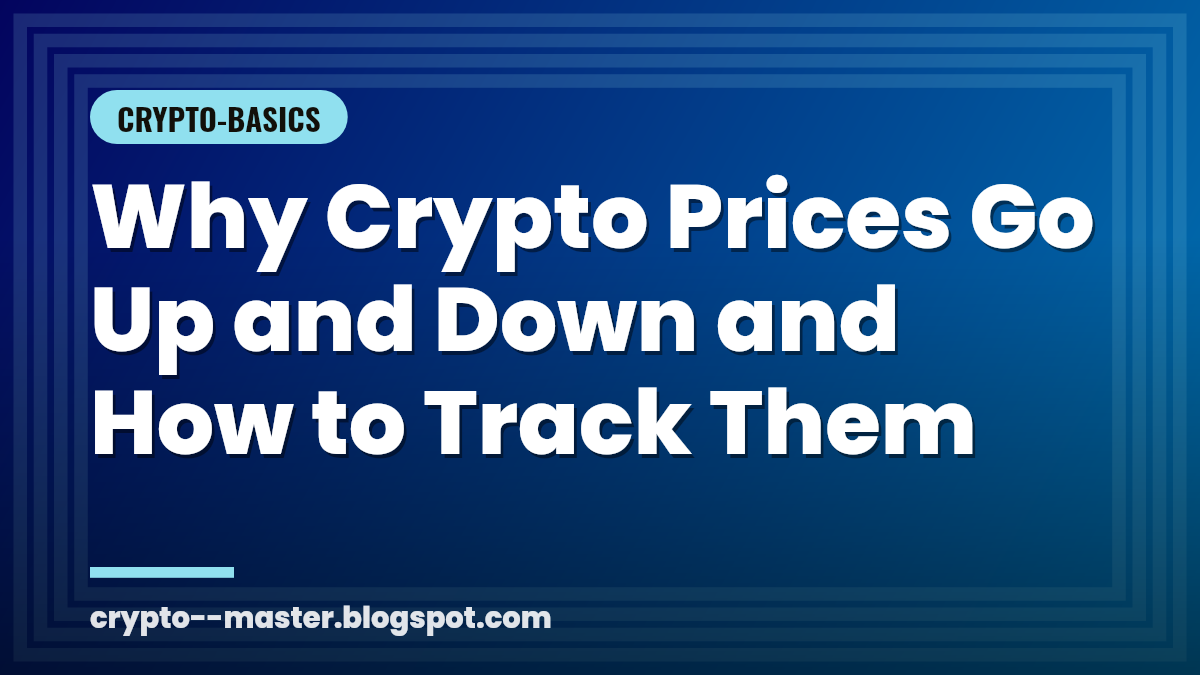 CRYPTO-BASICS
Why Crypto Prices Go
Up and Down and
How to Track Them
crypto--master.blogspot.com